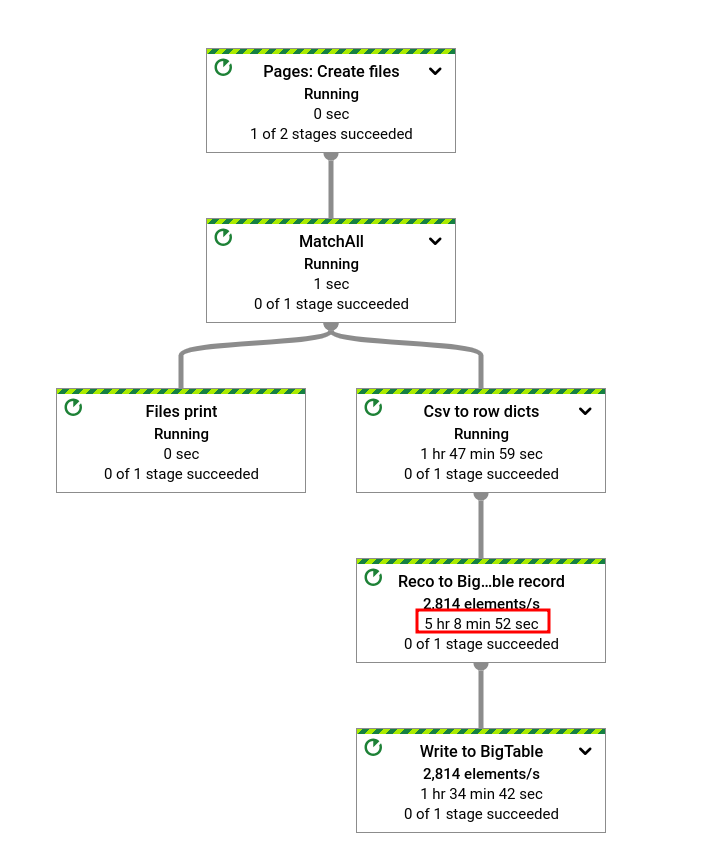 Pages: Create files
Running
0 sec
1 of 2 stages succeeded
MatchAll
Running
1 sec
0 of 1 stage succeeded
Files print
Running
0 sec
0 of 1 stage succeeded
Csv to row dicts
Running
1 hr 47 min 59 sec
0 of 1 stage succeeded
Reco to Big...ble record
2,814 elements/s
5 hr 8 min 52 sec
0 of 1 stage succeeded
Write to BigTable
2,814 elements/s
1 hr 34 min 42 sec
0 of 1 stage succeeded